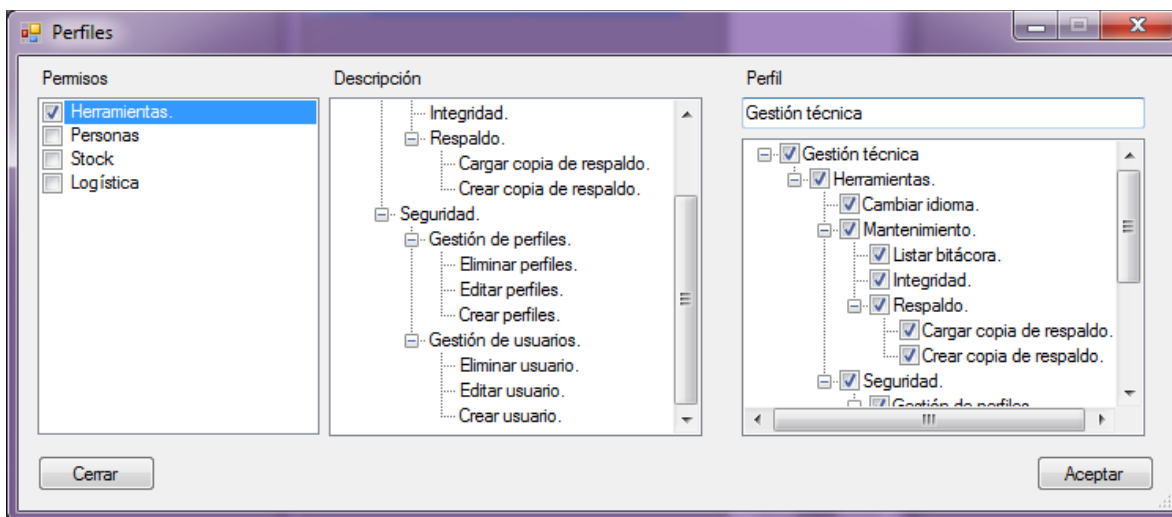 Perfiles
Permisos
Herramientas.
Personas
Stock
Logística
Descripción
Integridad.
Respaldo.
Cargar copia de respaldo.
Crear copia de respaldo.
Seguridad.
Gestión de perfiles.
Eliminar perfiles.
Editar perfiles.
Crear perfiles.
Gestión de usuarios.
Eliminar usuario.
Editar usuario.
Crear usuario.
Perfil
Gestión técnica
Gestión técnica
Herramientas.
Cambiar idioma.
Mantenimiento.
Listar bitácora.
Integridad.
Respaldo.
Cargar copia de respaldo.
Crear copia de respaldo.
Seguridad.
Gestión de perfiles
Cerrar
Aceptar